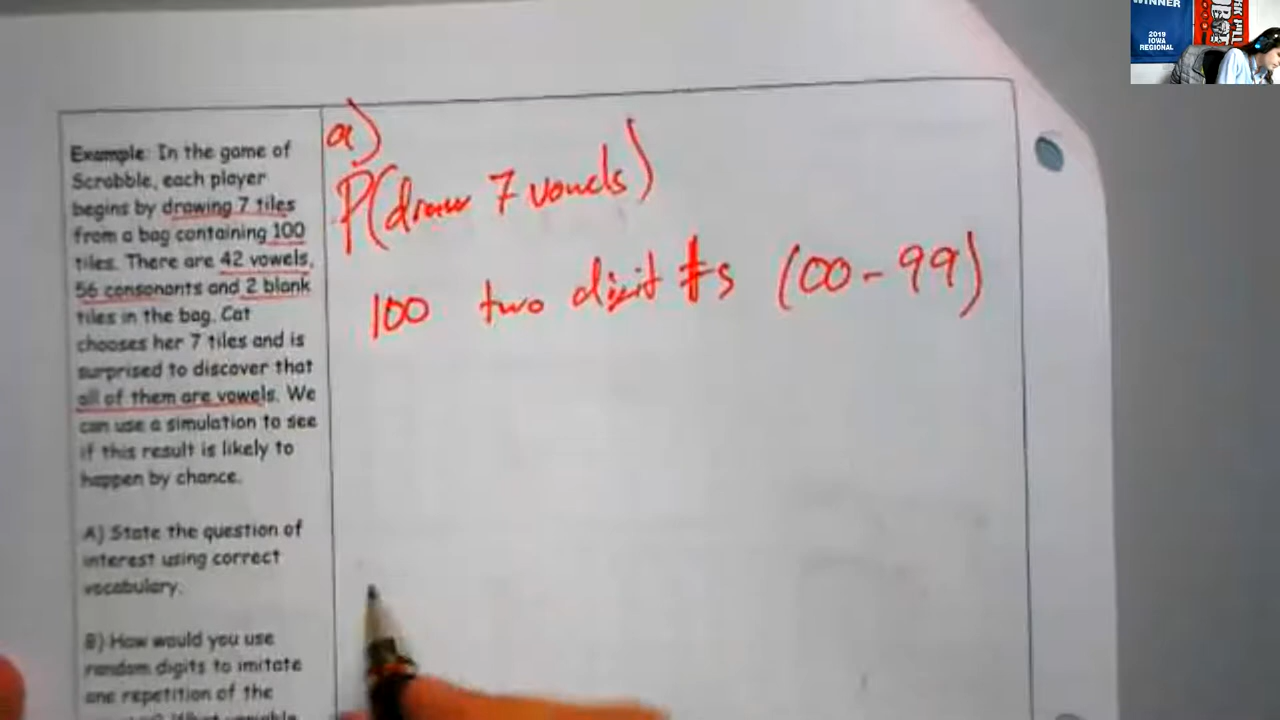 WINNER
2019
IOWA
REGIONAL
Example: In the game of
Scrabble, each player
begins by drawing 7 tiles
from a bag containing 100
tiles. There are 42 vowels,
56 consonants and 2 blank
tiles in the bag. Cat
chooses her 7 tiles and is
surprised to discover that
all of them are vowels. We
can use a simulation to see
if this result is likely to
happen by chance.
A) State the question of
interest using correct
vocabulary.
B) How would you use
random digits to imitate
one repetition of the
variable
a)
P(draw 7 vowels)
100 two digit #s (00-99)